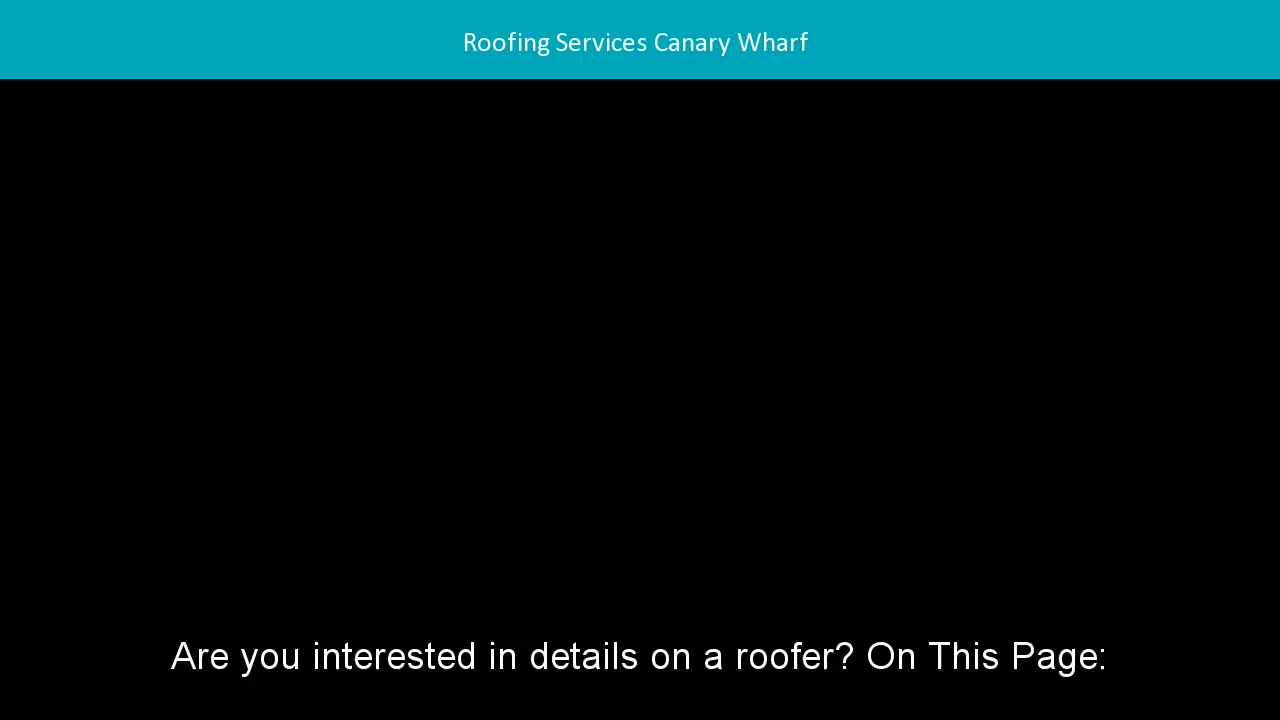 Roofing Services Canary Wharf
Are you interested in details on a roofer? On This Page: